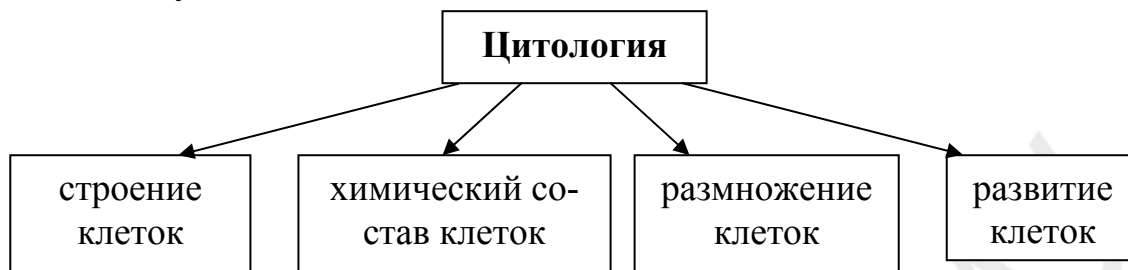 Цитология
строение
клеток
химический со-
став клеток
размножение
клеток
развитие
клеток